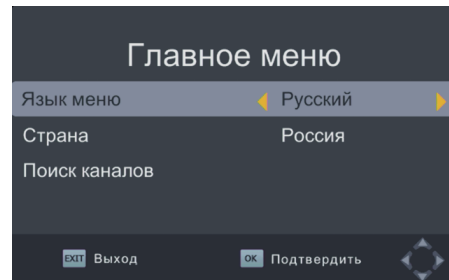 Главное меню
Язык меню Русский
Страна Россия
Поиск каналов
EXIT Выход OK Подтвердить